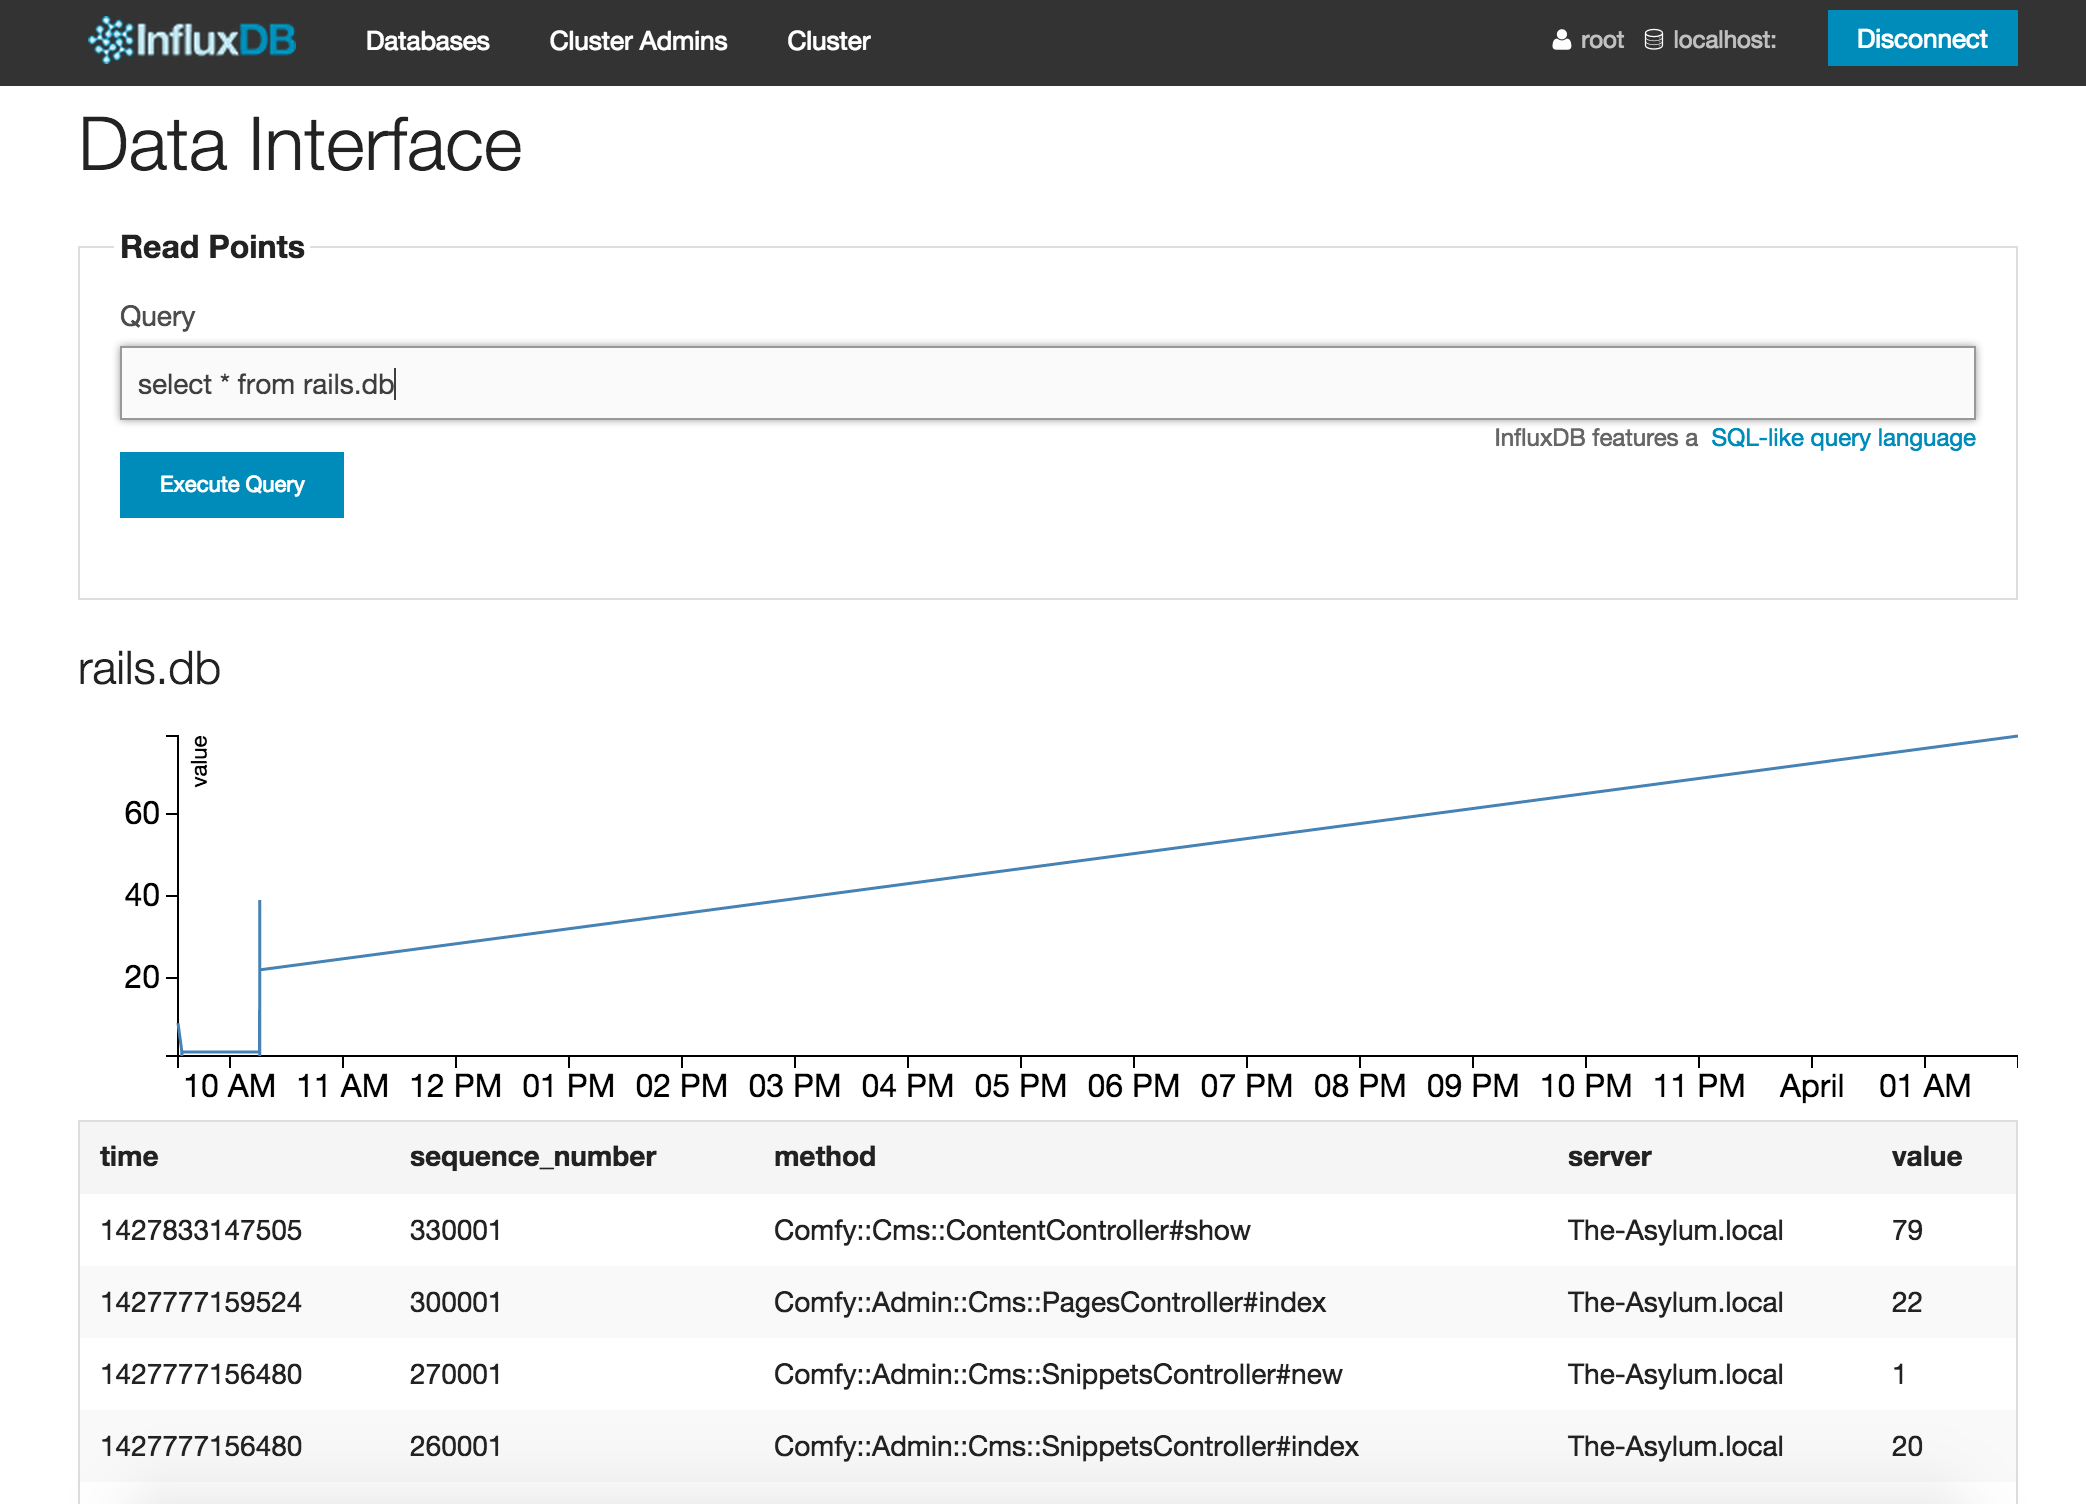 InfluxDB Databases Cluster Admins Cluster root localhost: Disconnect
Data Interface
Read Points
Query
select * from rails.db
InfluxDB features a SQL-like query language
Execute Query
rails.db
value
60
40
20
10 AM 11 AM 12 PM 01 PM 02 PM 03 PM 04 PM 05 PM 06 PM 07 PM 08 PM 09 PM 10 PM 11 PM April 01 AM
time sequence_number method server value
1427833147505 330001 Comfy::Cms::ContentController#show The-Asylum.local 79
1427777159524 300001 Comfy::Admin::Cms::PagesController#index The-Asylum.local 22
1427777156480 270001 Comfy::Admin::Cms::SnippetsController#new The-Asylum.local 1
1427777156480 260001 Comfy::Admin::Cms::SnippetsController#index The-Asylum.local 20